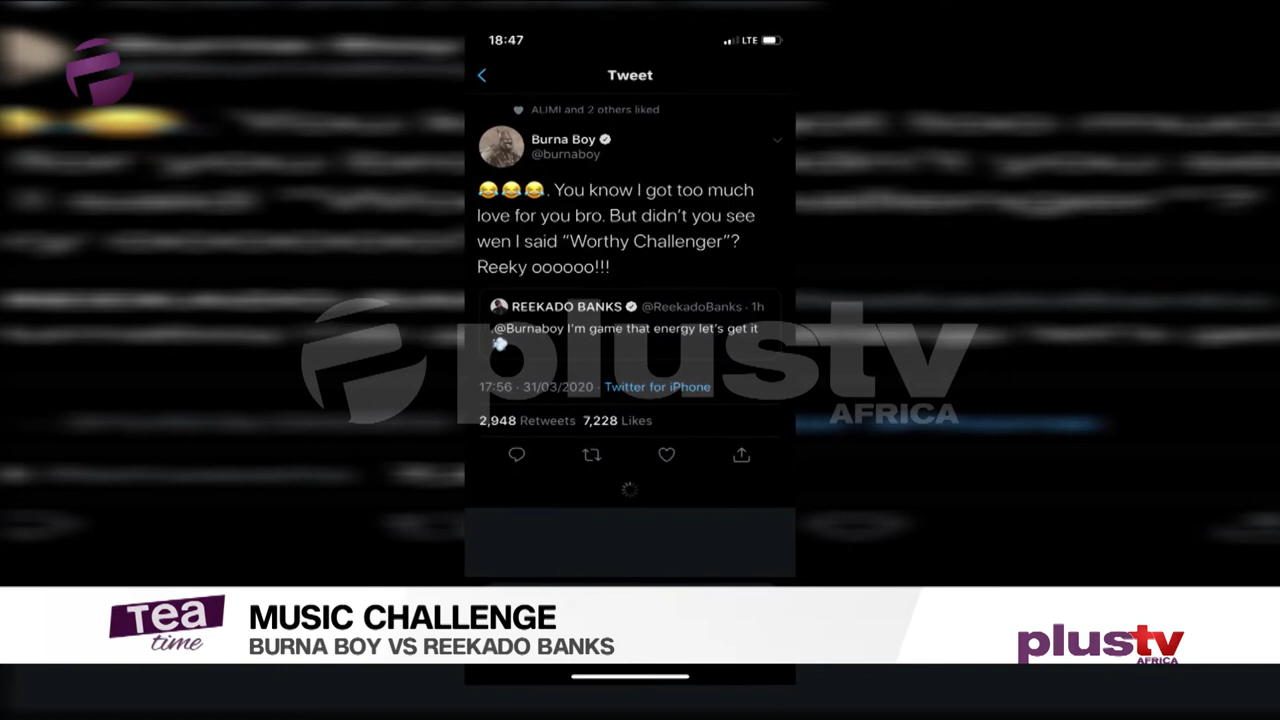 18:47
LTE
Tweet
ALIMI and 2 others liked
Burna Boy
@burnaboy
😂😂😂. You know I got too much
love for you bro. But didn't you see
wen I said “Worthy Challenger”?
Reeky oooooo!!!
REEKADO BANKS @ReekadoBanks · 1h
.@Burnaboy I'm game that energy let's get it
17:56 · 31/03/2020 · Twitter for iPhone
2,948 Retweets 7,228 Likes
plustv
AFRICA
Tea
time
MUSIC CHALLENGE
BURNA BOY VS REEKADO BANKS
plustv
AFRICA